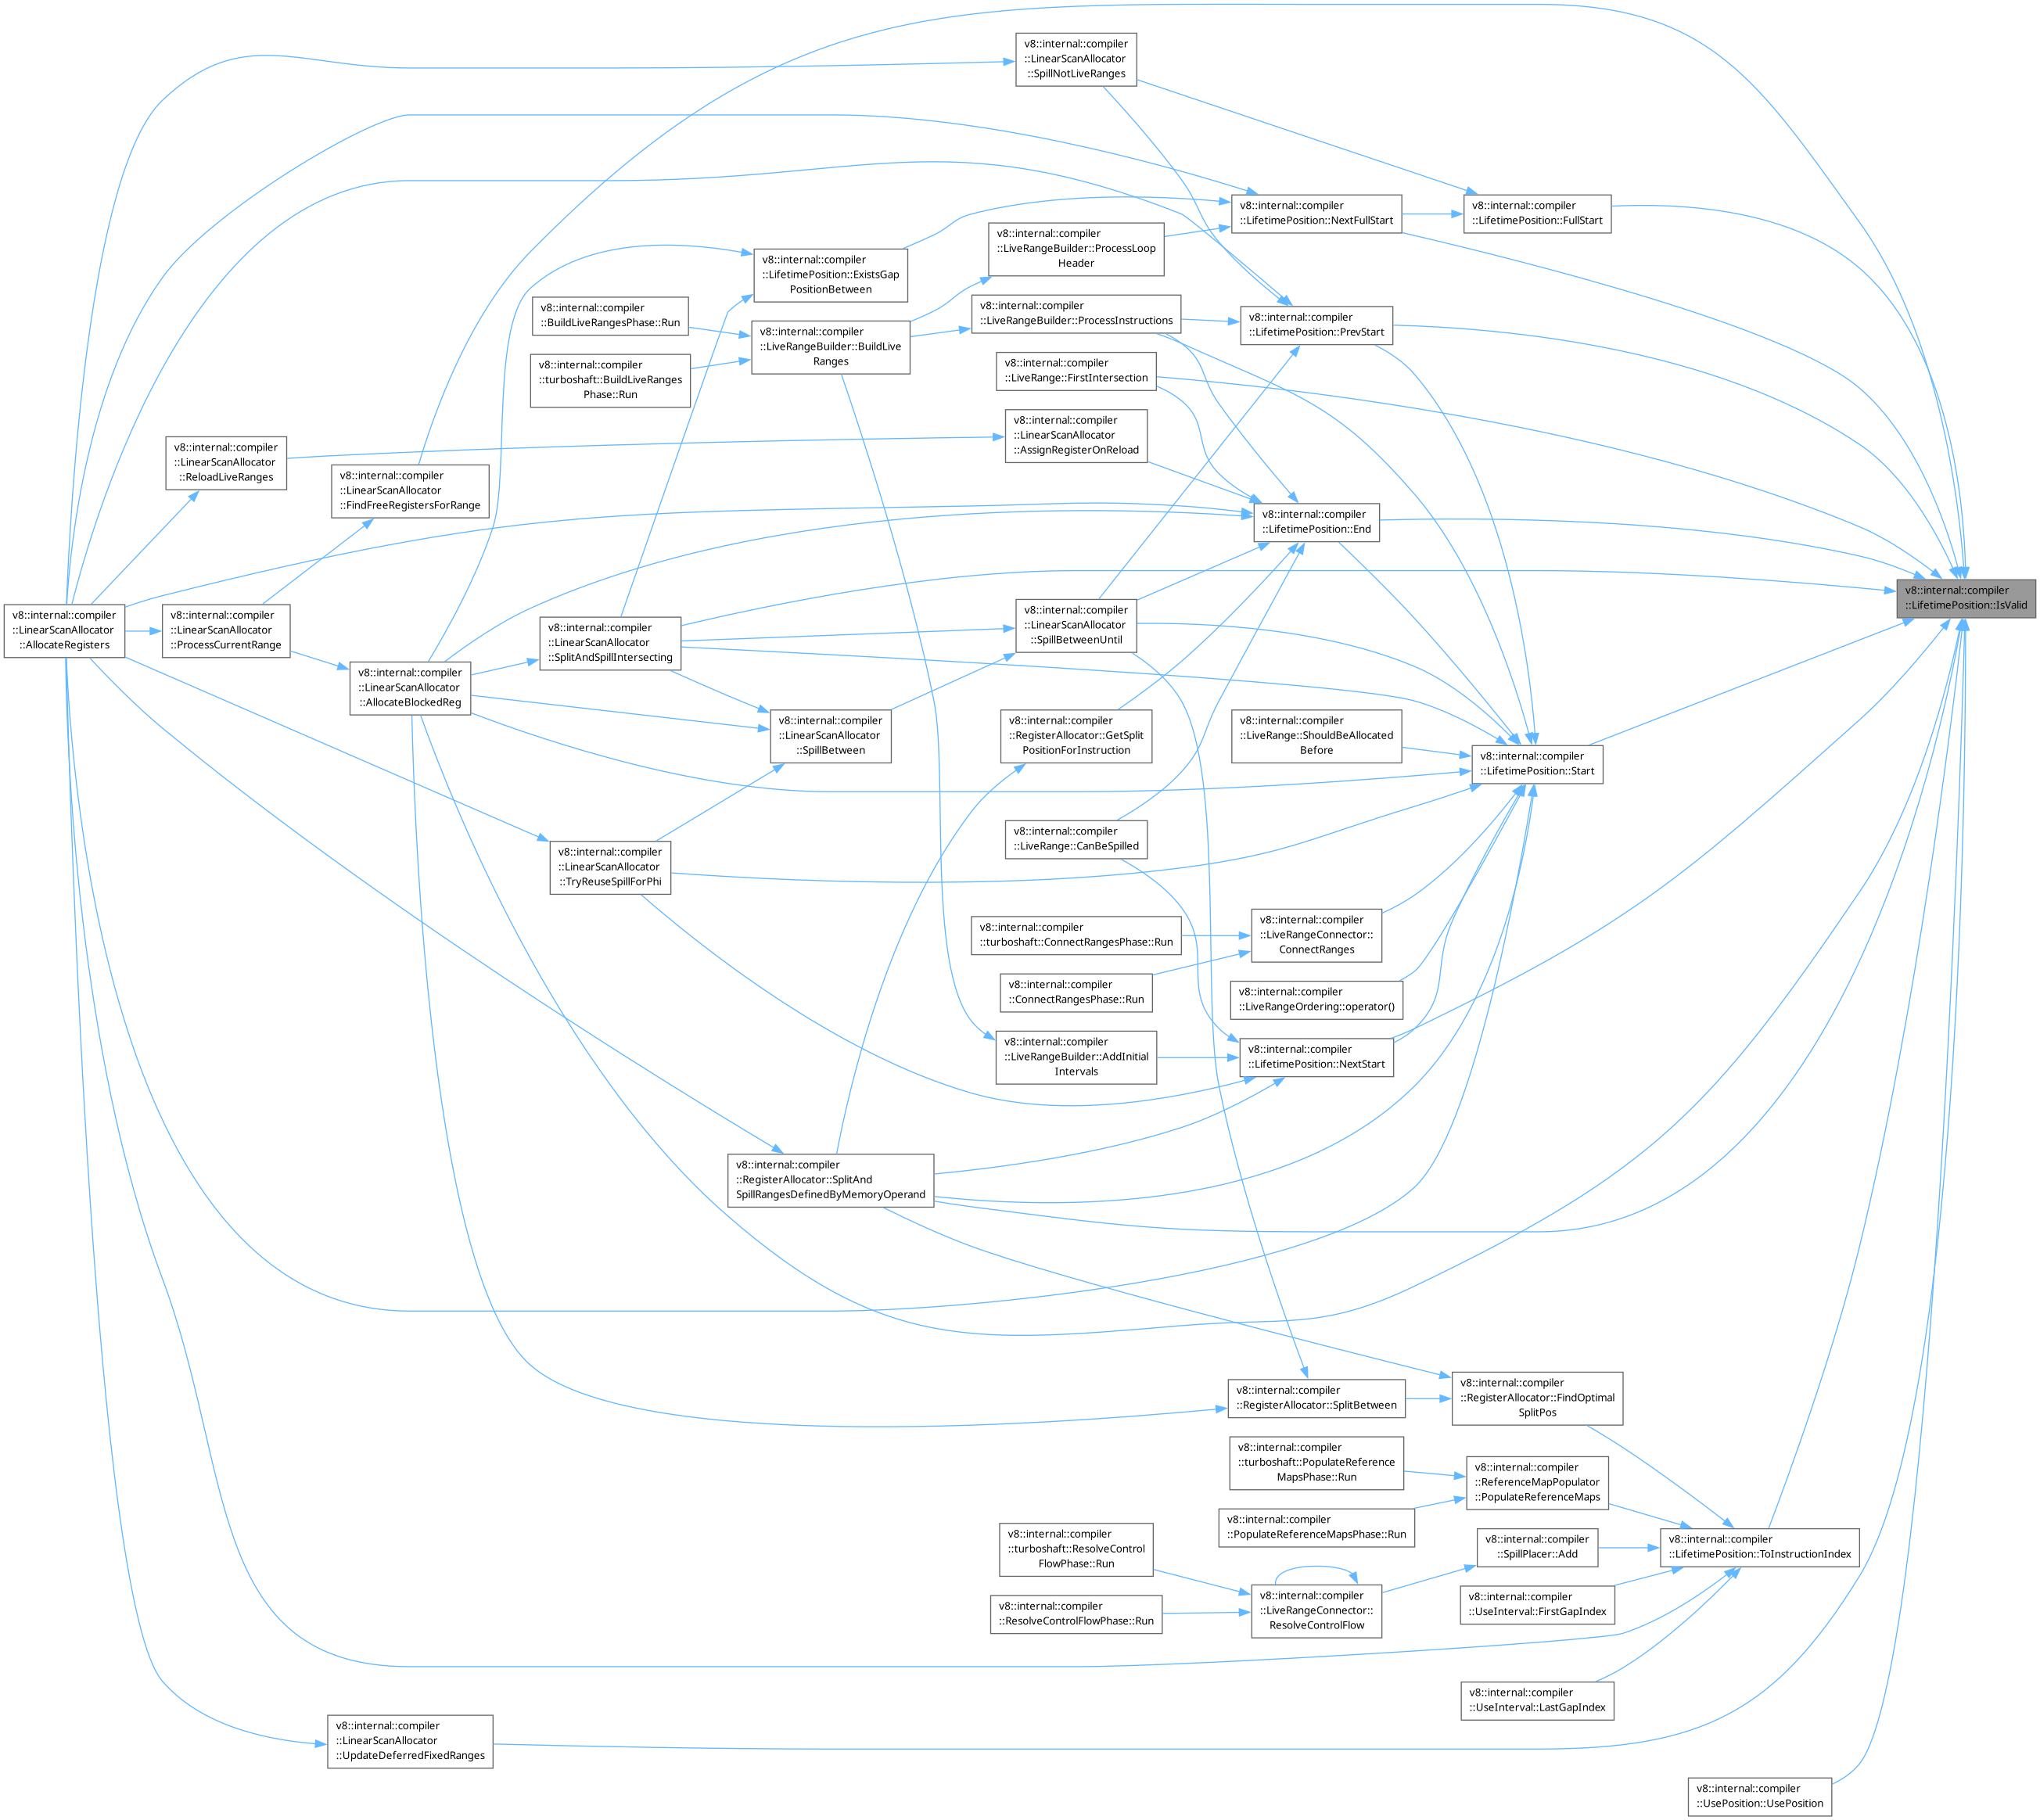 v8::internal::compiler
::LinearScanAllocator
::SpillNotLiveRanges
v8::internal::compiler
::LifetimePosition::NextFullStart
v8::internal::compiler
::LifetimePosition::FullStart
v8::internal::compiler
::LiveRangeBuilder::ProcessLoop
Header
v8::internal::compiler
::LifetimePosition::ExistsGap
PositionBetween
v8::internal::compiler
::BuildLiveRangesPhase::Run
v8::internal::compiler
::LiveRangeBuilder::ProcessInstructions
v8::internal::compiler
::LifetimePosition::PrevStart
v8::internal::compiler
::LiveRangeBuilder::BuildLive
Ranges
v8::internal::compiler
::turboshaft::BuildLiveRanges
Phase::Run
v8::internal::compiler
::LiveRange::FirstIntersection
v8::internal::compiler
::LinearScanAllocator
::AssignRegisterOnReload
v8::internal::compiler
::LinearScanAllocator
::ReloadLiveRanges
v8::internal::compiler
::LinearScanAllocator
::FindFreeRegistersForRange
v8::internal::compiler
::LifetimePosition::End
v8::internal::compiler
::LifetimePosition::IsValid
v8::internal::compiler
::LinearScanAllocator
::AllocateRegisters
v8::internal::compiler
::LinearScanAllocator
::ProcessCurrentRange
v8::internal::compiler
::LinearScanAllocator
::SplitAndSpillIntersecting
v8::internal::compiler
::LinearScanAllocator
::SpillBetweenUntil
v8::internal::compiler
::LinearScanAllocator
::AllocateBlockedReg
v8::internal::compiler
::LinearScanAllocator
::SpillBetween
v8::internal::compiler
::RegisterAllocator::GetSplit
PositionForInstruction
v8::internal::compiler
::LiveRange::ShouldBeAllocated
Before
v8::internal::compiler
::LifetimePosition::Start
v8::internal::compiler
::LiveRange::CanBeSpilled
v8::internal::compiler
::LinearScanAllocator
::TryReuseSpillForPhi
v8::internal::compiler
::turboshaft::ConnectRangesPhase::Run
v8::internal::compiler
::LiveRangeConnector::
ConnectRanges
v8::internal::compiler
::ConnectRangesPhase::Run
v8::internal::compiler
::LiveRangeOrdering::operator()
v8::internal::compiler
::LiveRangeBuilder::AddInitial
Intervals
v8::internal::compiler
::LifetimePosition::NextStart
v8::internal::compiler
::RegisterAllocator::SplitAnd
SpillRangesDefinedByMemoryOperand
v8::internal::compiler
::RegisterAllocator::SplitBetween
v8::internal::compiler
::RegisterAllocator::FindOptimal
SplitPos
v8::internal::compiler
::turboshaft::PopulateReference
MapsPhase::Run
v8::internal::compiler
::ReferenceMapPopulator
::PopulateReferenceMaps
v8::internal::compiler
::PopulateReferenceMapsPhase::Run
v8::internal::compiler
::turboshaft::ResolveControl
FlowPhase::Run
v8::internal::compiler
::SpillPlacer::Add
v8::internal::compiler
::LifetimePosition::ToInstructionIndex
v8::internal::compiler
::ResolveControlFlowPhase::Run
v8::internal::compiler
::LiveRangeConnector::
ResolveControlFlow
v8::internal::compiler
::UseInterval::FirstGapIndex
v8::internal::compiler
::UseInterval::LastGapIndex
v8::internal::compiler
::LinearScanAllocator
::UpdateDeferredFixedRanges
v8::internal::compiler
::UsePosition::UsePosition